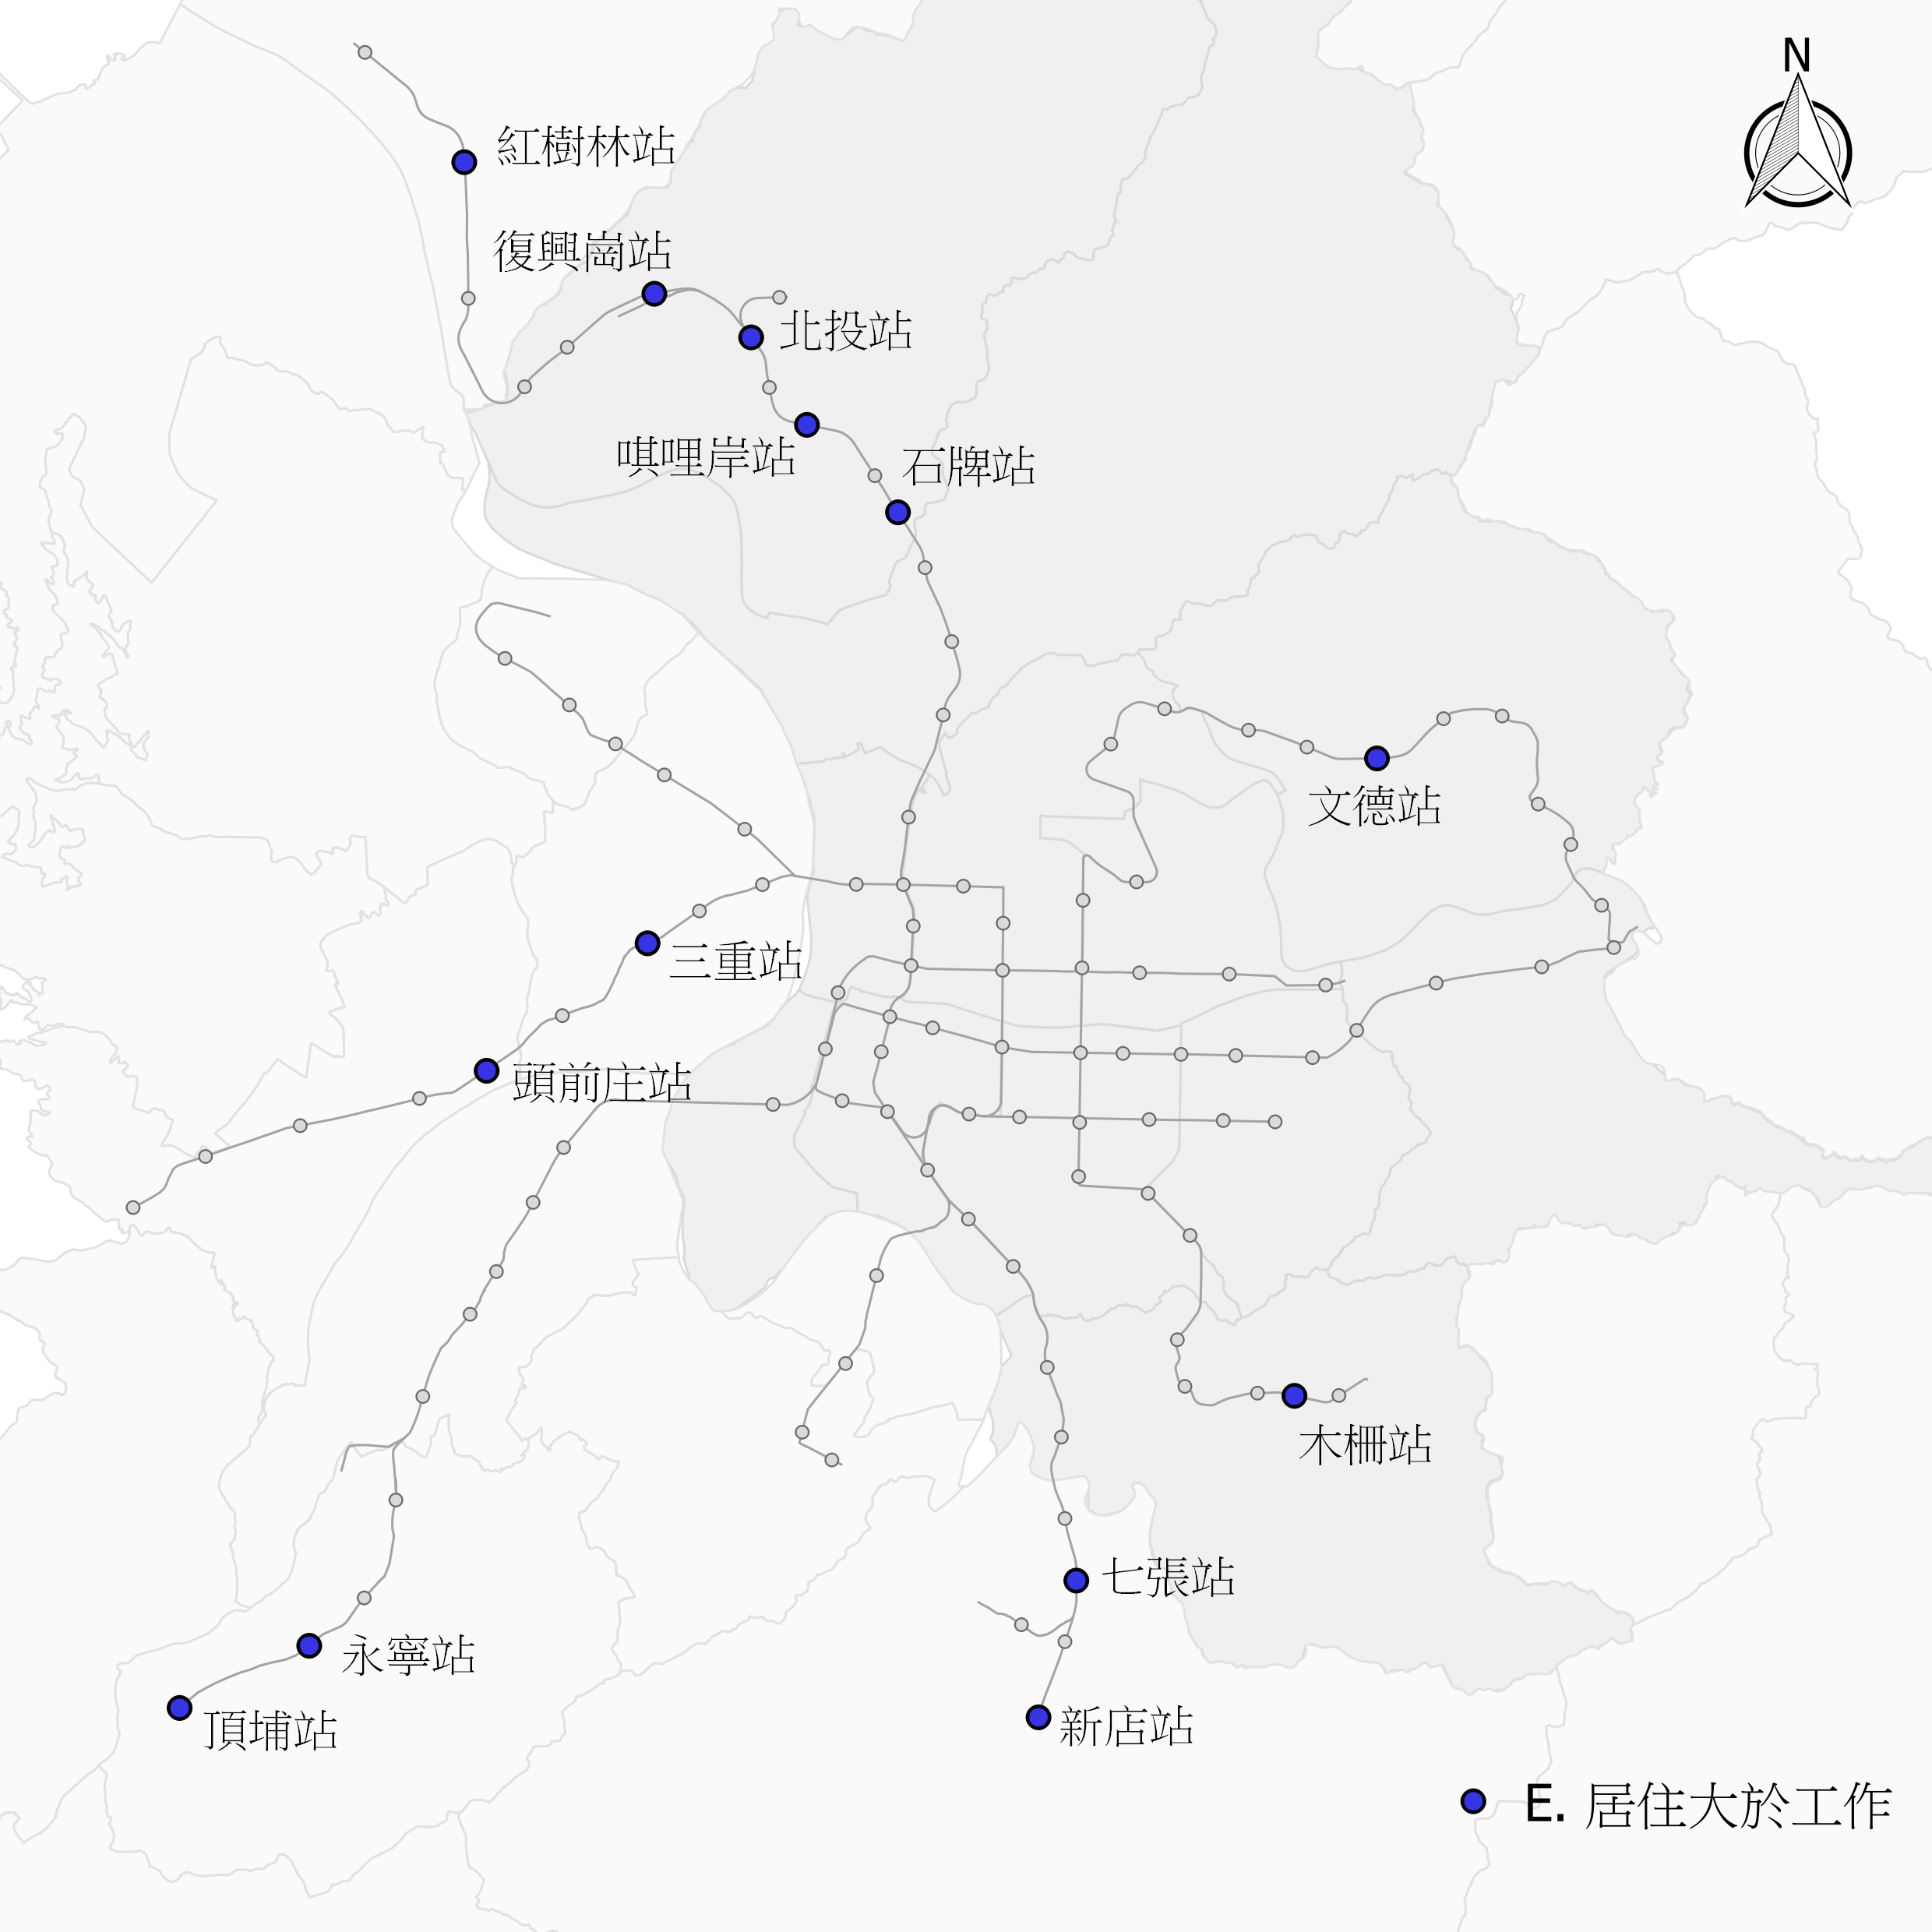 N
紅樹林站
復興崗站
北投站
唭哩岸站
石牌站
文德站
三重站
頭前庄站
木柵站
七張站
永寧站
頂埔站
新店站
E. 居住大於工作